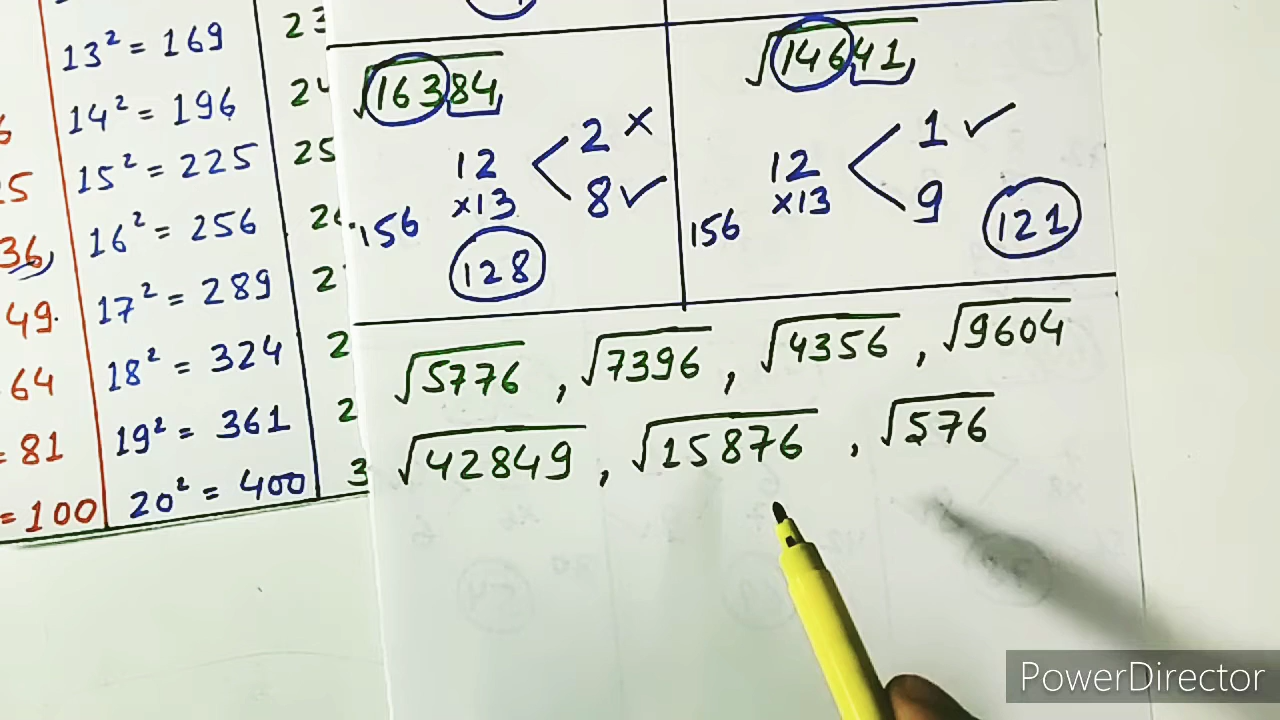 13² = 169
14² = 196
15² = 225
16² = 256
17² = 289
18² = 324
19² = 361
20² = 400
36
49
64
= 81
= 100
23
24
25
√16384
12
×13
156
2 ×
8 ✓
128
√14641
12
×13
156
1 ✓
9
121
√5776 , √7396 , √4356 , √9604
√42849 , √15876 , √576
PowerDirector